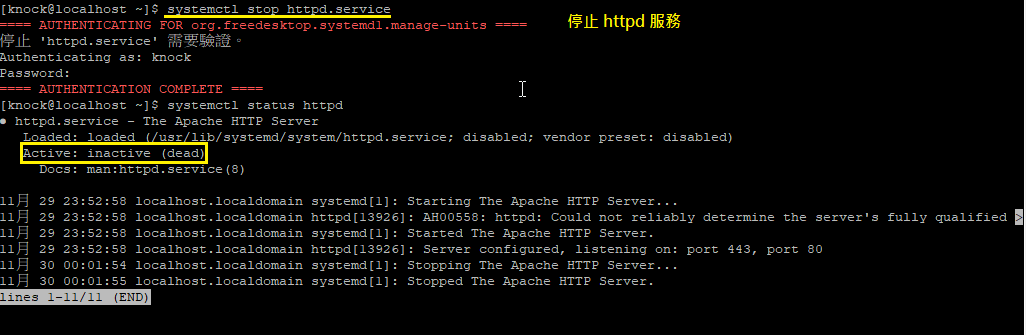 [knock@localhost ~]$ systemctl stop httpd.service
停止 httpd 服務
==== AUTHENTICATING FOR org.freedesktop.systemd1.manage-units ====
停止 'httpd.service' 需要驗證。
Authenticating as: knock
Password:
==== AUTHENTICATION COMPLETE ====
[knock@localhost ~]$ systemctl status httpd
● httpd.service - The Apache HTTP Server
Loaded: loaded (/usr/lib/systemd/system/httpd.service; disabled; vendor preset: disabled)
Active: inactive (dead)
Docs: man:httpd.service(8)
11月 29 23:52:58 localhost.localdomain systemd[1]: Starting The Apache HTTP Server...
11月 29 23:52:58 localhost.localdomain httpd[13926]: AH00558: httpd: Could not reliably determine the server's fully qualified >
11月 29 23:52:58 localhost.localdomain systemd[1]: Started The Apache HTTP Server.
11月 29 23:52:58 localhost.localdomain httpd[13926]: Server configured, listening on: port 443, port 80
11月 30 00:01:54 localhost.localdomain systemd[1]: Stopping The Apache HTTP Server...
11月 30 00:01:55 localhost.localdomain systemd[1]: Stopped The Apache HTTP Server.
lines 1-11/11 (END)